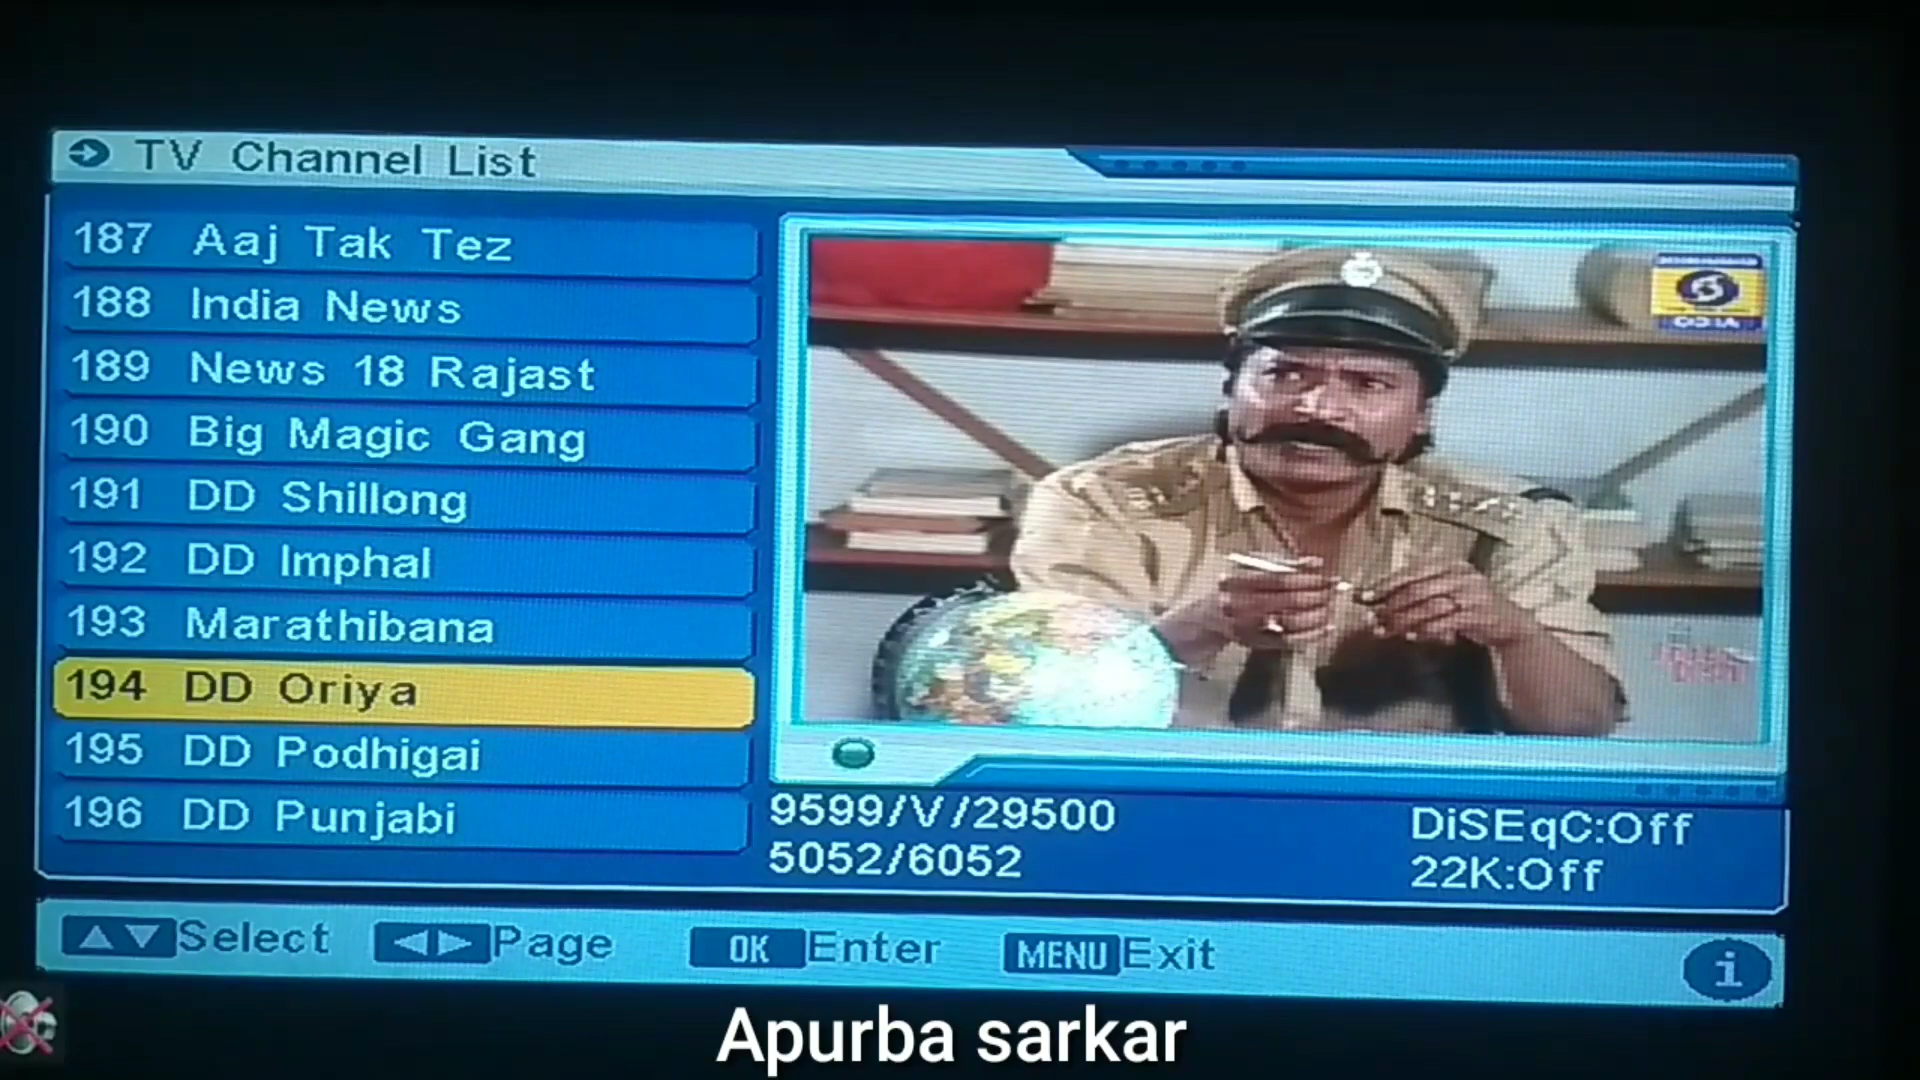 TV Channel List
187 Aaj Tak Tez
188 India News
189 News 18 Rajast
190 Big Magic Gang
191 DD Shillong
192 DD Imphal
193 Marathibana
194 DD Oriya
195 DD Podhigai
196 DD Punjabi
9599/V/29500
DiSEqC:Off
5052/6052
22K:Off
Select
Page
OK Enter
MENU Exit
i
Apurba sarkar